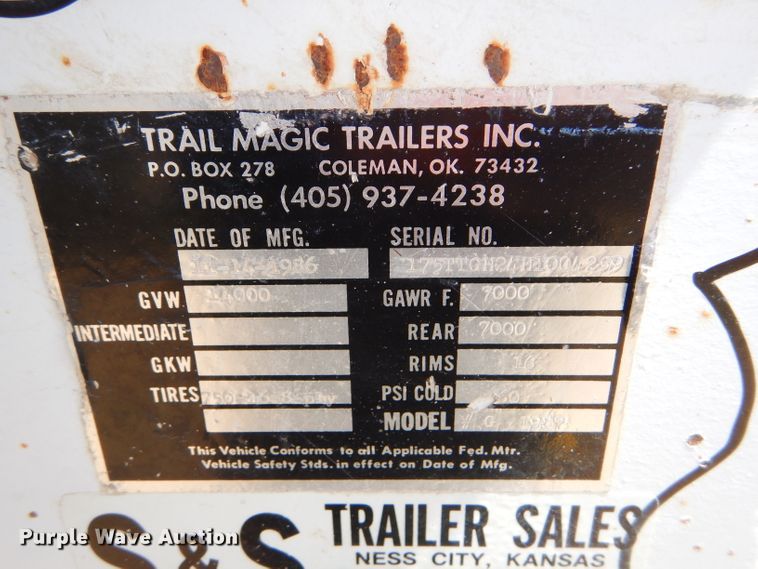 TRAIL MAGIC TRAILERS INC.
P.O. BOX 278 COLEMAN, OK. 73432
Phone (405) 937-4238
DATE OF MFG. SERIAL NO.
GVW 14000 GAWR F. 7000
INTERMEDIATE REAR 7000
GKW RIMS 16
TIRES PSI COLD
MODEL
This Vehicle Conforms to all Applicable Fed. Mtr.
Vehicle Safety Stds. in effect on Date of Mfg.
S&S TRAILER SALES
NESS CITY, KANSAS
Purple Wave Auction